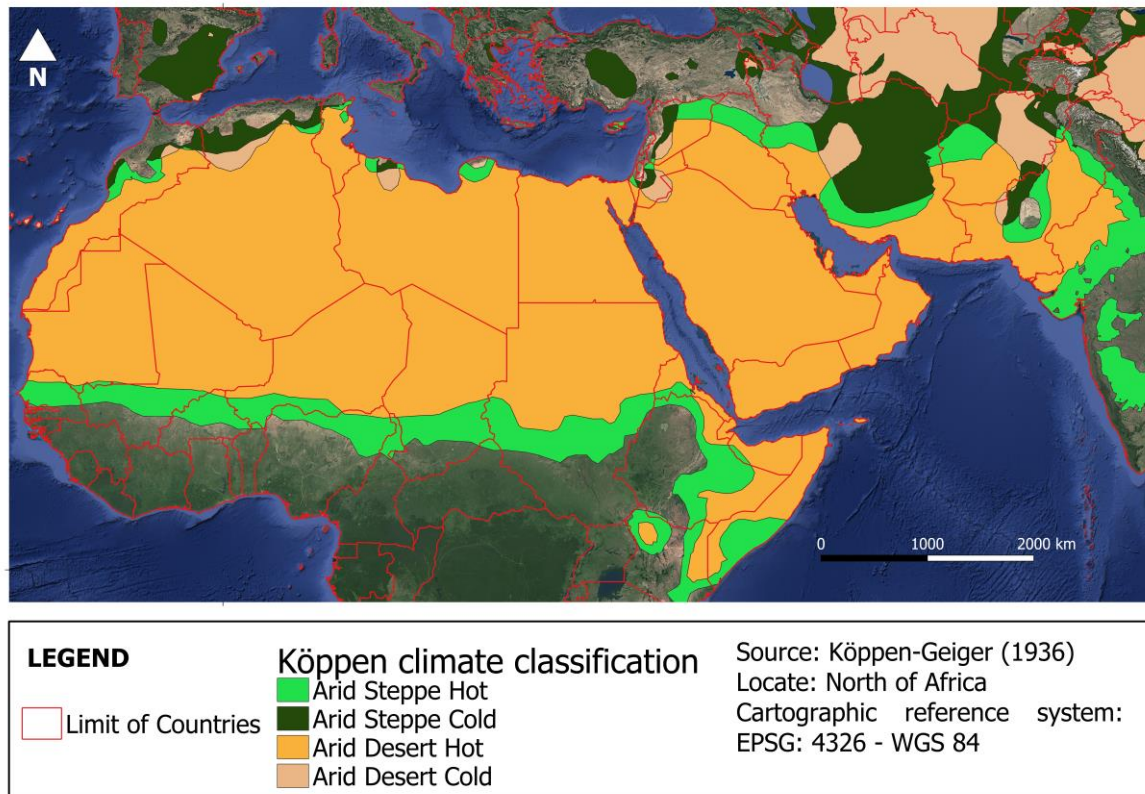 N
0 1000 2000 km
LEGEND
Limit of Countries
Köppen climate classification
Arid Steppe Hot
Arid Steppe Cold
Arid Desert Hot
Arid Desert Cold
Source: Köppen-Geiger (1936)
Locate: North of Africa
Cartographic reference system:
EPSG: 4326 - WGS 84